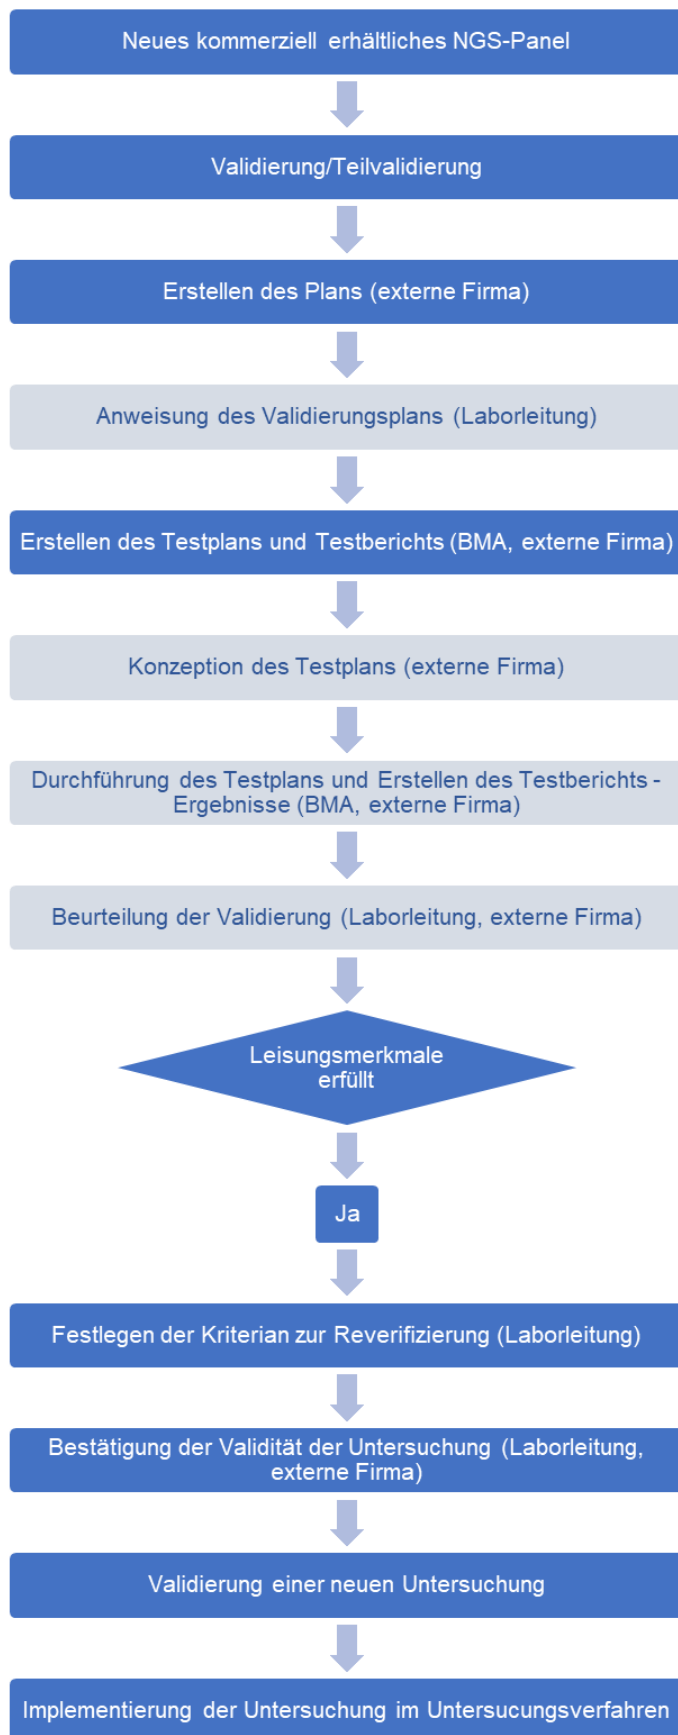 Neues kommerziell erhältliches NGS-Panel
Validierung/Teilvalidierung
Erstellen des Plans (externe Firma)
Anweisung des Validierungsplans (Laborleitung)
Erstellen des Testplans und Testberichts (BMA, externe Firma)
Konzeption des Testplans (externe Firma)
Durchführung des Testplans und Erstellen des Testberichts -
Ergebnisse (BMA, externe Firma)
Beurteilung der Validierung (Laborleitung, externe Firma)
Leisungsmerkmale
erfüllt
Ja
Festlegen der Kriterian zur Reverifizierung (Laborleitung)
Bestätigung der Validität der Untersuchung (Laborleitung,
externe Firma)
Validierung einer neuen Untersuchung
Implementierung der Untersuchung im Untersucungsverfahren